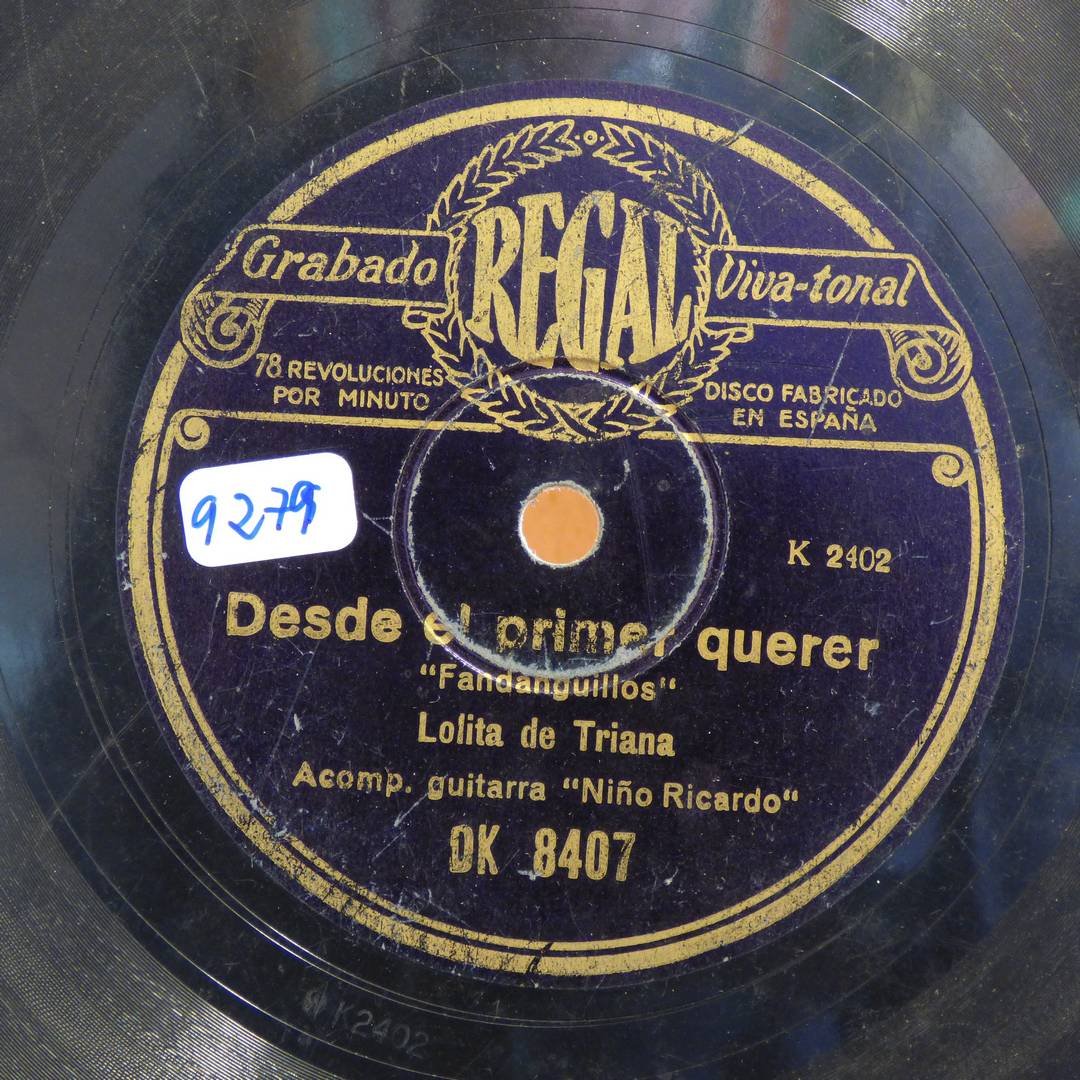 REGAL
Grabado Viva-tonal
78 REVOLUCIONES
POR MINUTO
DISCO FABRICADO
EN ESPAÑA
9279
K 2402
Desde el primer querer
"Fandanguillos"
Lolita de Triana
Acomp. guitarra "Niño Ricardo"
DK 8407
K2402